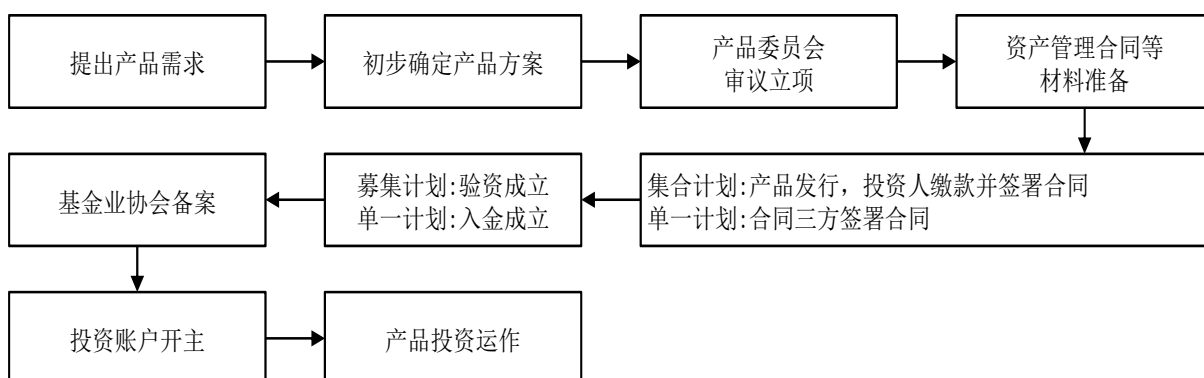 提出产品需求
初步确定产品方案
产品委员会
审议立项
资产管理合同等
材料准备
集合计划:产品发行，投资人缴款并签署合同
单一计划:合同三方签署合同
募集计划:验资成立
单一计划:入金成立
基金业协会备案
投资账户开主
产品投资运作